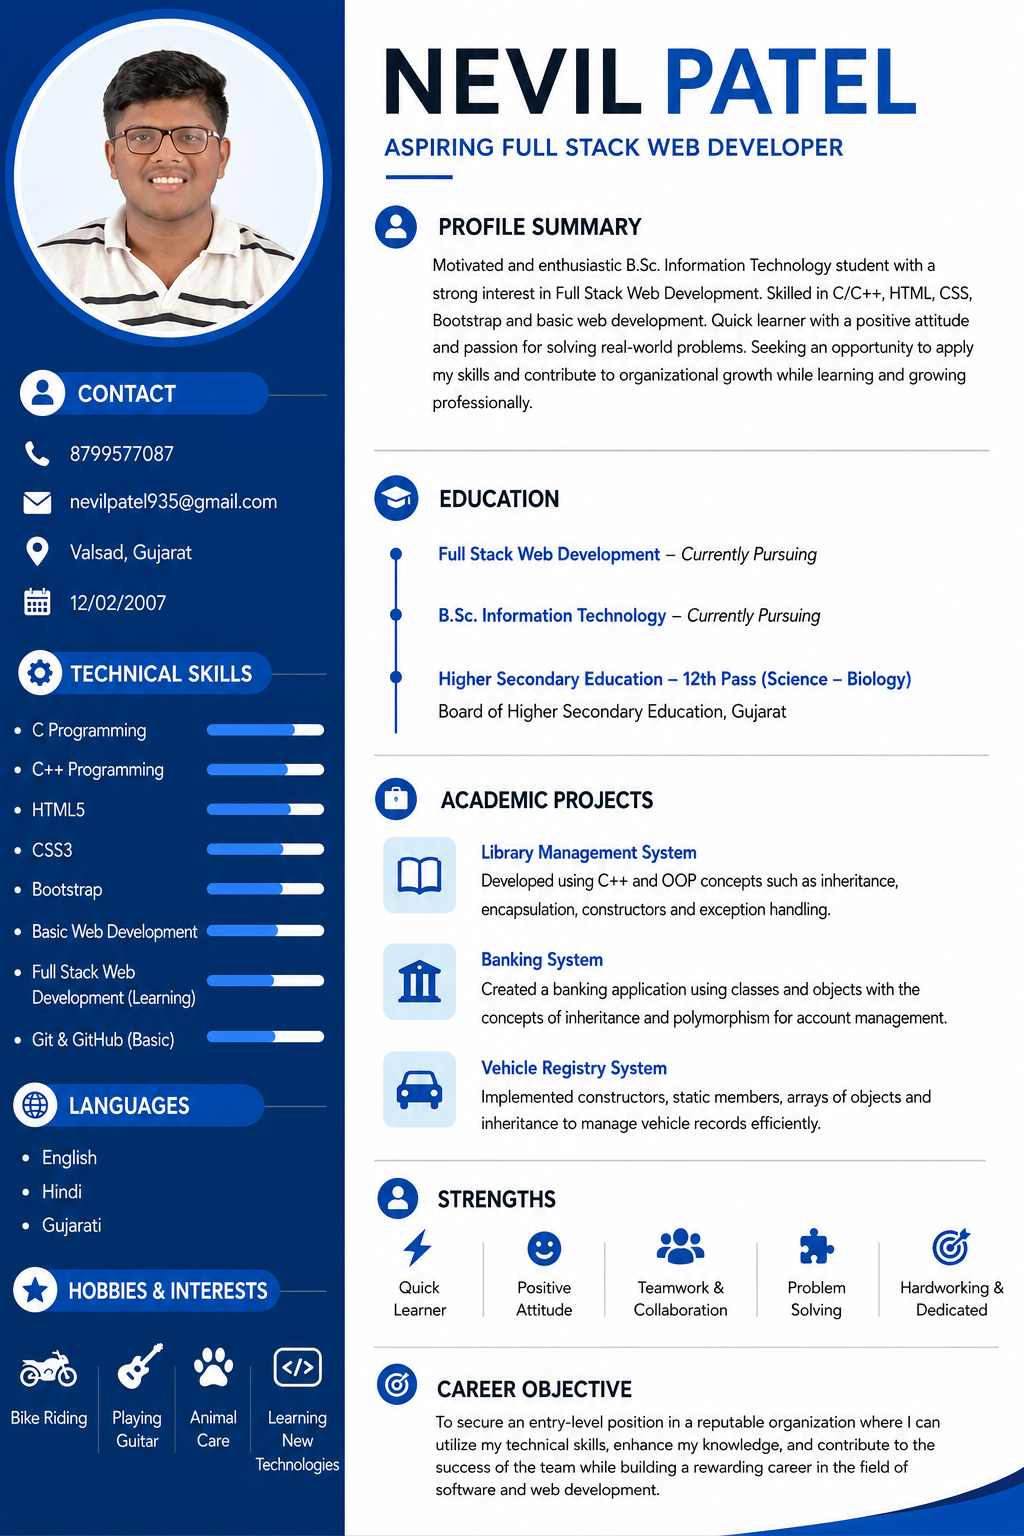 NEVIL PATEL
ASPIRING FULL STACK WEB DEVELOPER
CONTACT
8799577087
nevilpatel935@gmail.com
Valsad, Gujarat
12/02/2007
TECHNICAL SKILLS
• C Programming
• C++ Programming
• HTML5
• CSS3
• Bootstrap
• Basic Web Development
• Full Stack Web
Development (Learning)
• Git & GitHub (Basic)
LANGUAGES
• English
• Hindi
• Gujarati
HOBBIES & INTERESTS
Bike Riding
Playing
Guitar
Animal
Care
</>
Learning
New
Technologies
PROFILE SUMMARY
Motivated and enthusiastic B.Sc. Information Technology student with a
strong interest in Full Stack Web Development. Skilled in C/C++, HTML, CSS,
Bootstrap and basic web development. Quick learner with a positive attitude
and passion for solving real-world problems. Seeking an opportunity to apply
my skills and contribute to organizational growth while learning and growing
professionally.
EDUCATION
Full Stack Web Development – Currently Pursuing
B.Sc. Information Technology – Currently Pursuing
Higher Secondary Education – 12th Pass (Science – Biology)
Board of Higher Secondary Education, Gujarat
ACADEMIC PROJECTS
Library Management System
Developed using C++ and OOP concepts such as inheritance,
encapsulation, constructors and exception handling.
Banking System
Created a banking application using classes and objects with the
concepts of inheritance and polymorphism for account management.
Vehicle Registry System
Implemented constructors, static members, arrays of objects and
inheritance to manage vehicle records efficiently.
STRENGTHS
Quick
Learner
Positive
Attitude
Teamwork &
Collaboration
Problem
Solving
Hardworking &
Dedicated
CAREER OBJECTIVE
To secure an entry-level position in a reputable organization where I can
utilize my technical skills, enhance my knowledge, and contribute to the
success of the team while building a rewarding career in the field of
software and web development.